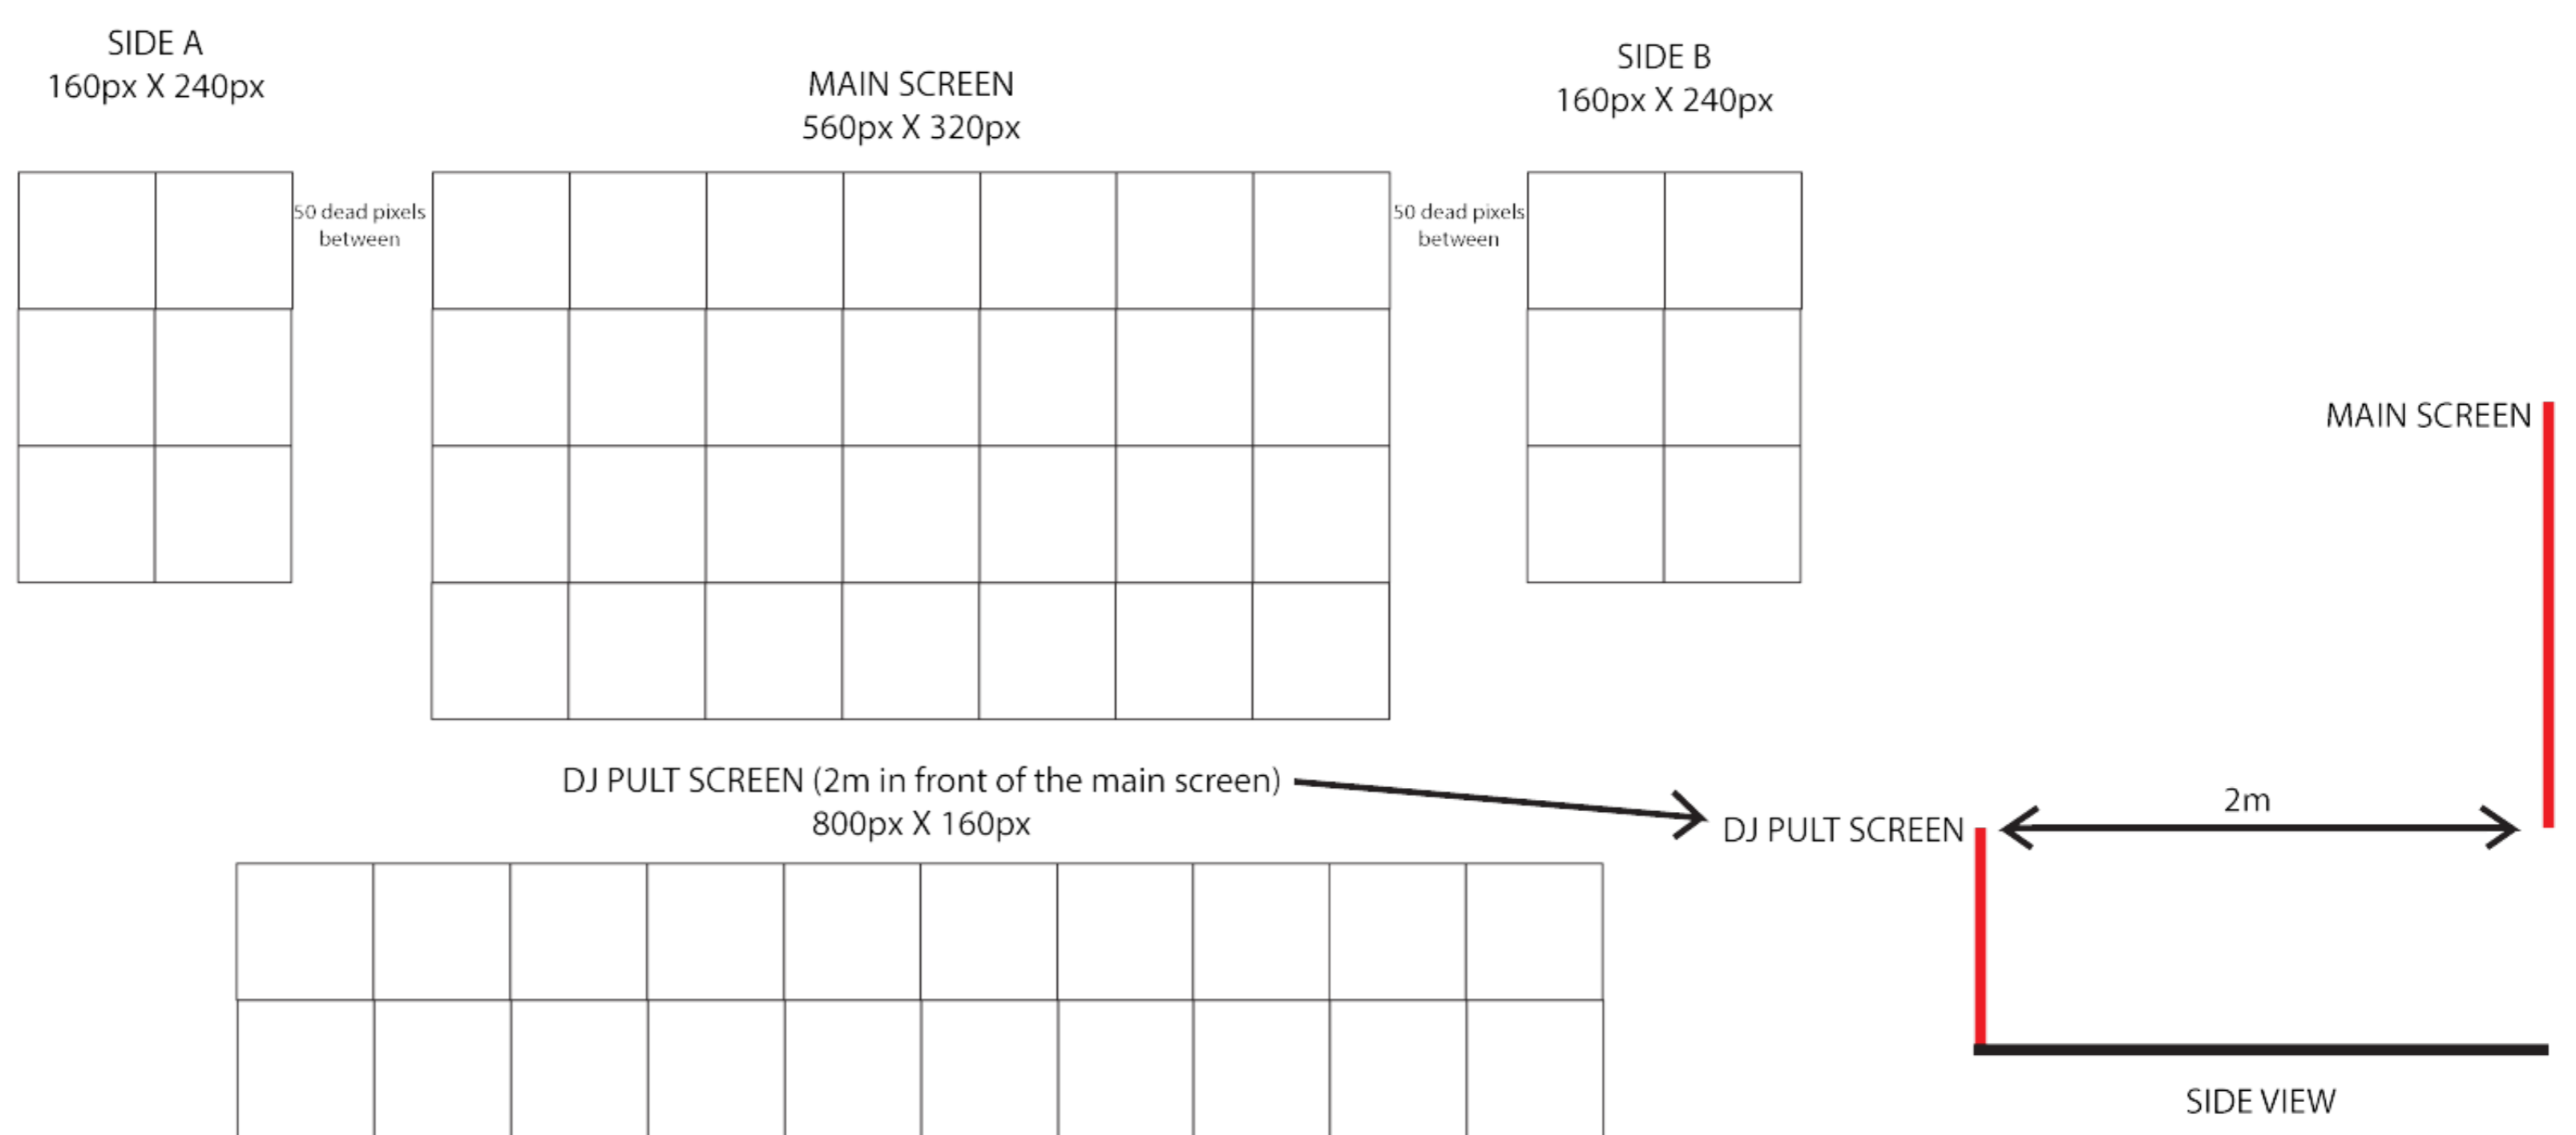 SIDE A
160px X 240px
MAIN SCREEN
560px X 320px
SIDE B
160px X 240px
50 dead pixels
between
50 dead pixels
between
MAIN SCREEN
DJ PULT SCREEN (2m in front of the main screen)
800px X 160px
DJ PULT SCREEN
2m
SIDE VIEW